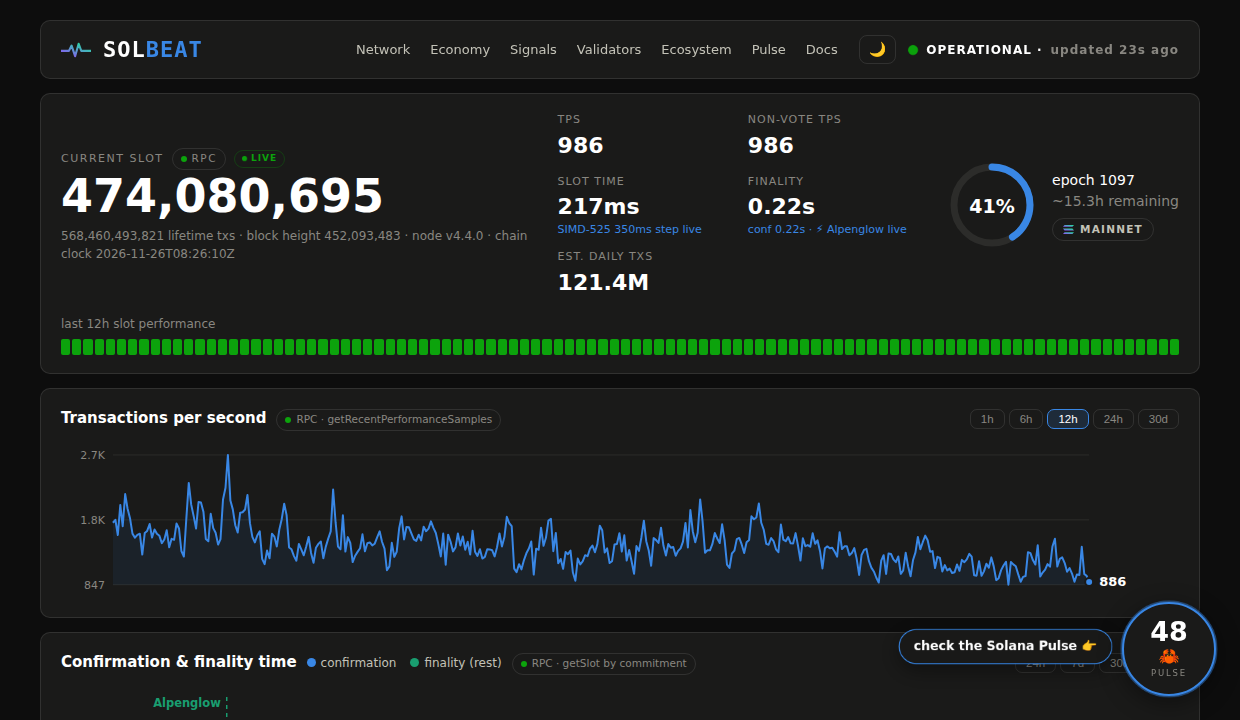 SOLBEAT
Network Economy Signals Validators Ecosystem Pulse Docs
OPERATIONAL · updated 23s ago
CURRENT SLOT RPC LIVE
474,080,695
568,460,493,821 lifetime txs · block height 452,093,483 · node v4.4.0 · chain
clock 2026-11-26T08:26:10Z
TPS
986
NON-VOTE TPS
986
SLOT TIME
217ms
SIMD-525 350ms step live
FINALITY
0.22s
conf 0.22s · ⚡ Alpenglow live
EST. DAILY TXS
121.4M
41%
epoch 1097
~15.3h remaining
MAINNET
last 12h slot performance
Transactions per second RPC · getRecentPerformanceSamples
1h 6h 12h 24h 30d
2.7K
1.8K
847
886
Confirmation & finality time confirmation finality (rest) RPC · getSlot by commitment
check the Solana Pulse 👉
48
PULSE
Alpenglow